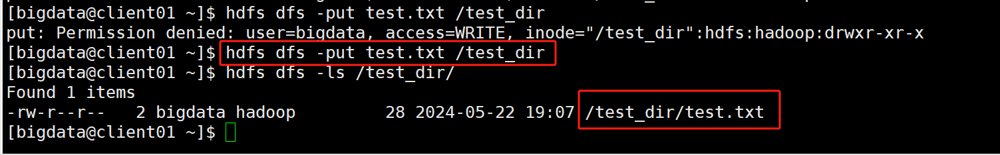 [bigdata@client01 ~]$ hdfs dfs -put test.txt /test_dir
put: Permission denied: user=bigdata, access=WRITE, inode="/test_dir":hdfs:hadoop:drwxr-xr-x
[bigdata@client01 ~]$ hdfs dfs -put test.txt /test_dir
[bigdata@client01 ~]$ hdfs dfs -ls /test_dir/
Found 1 items
-rw-r--r--   2 bigdata hadoop         28 2024-05-22 19:07 /test_dir/test.txt
[bigdata@client01 ~]$